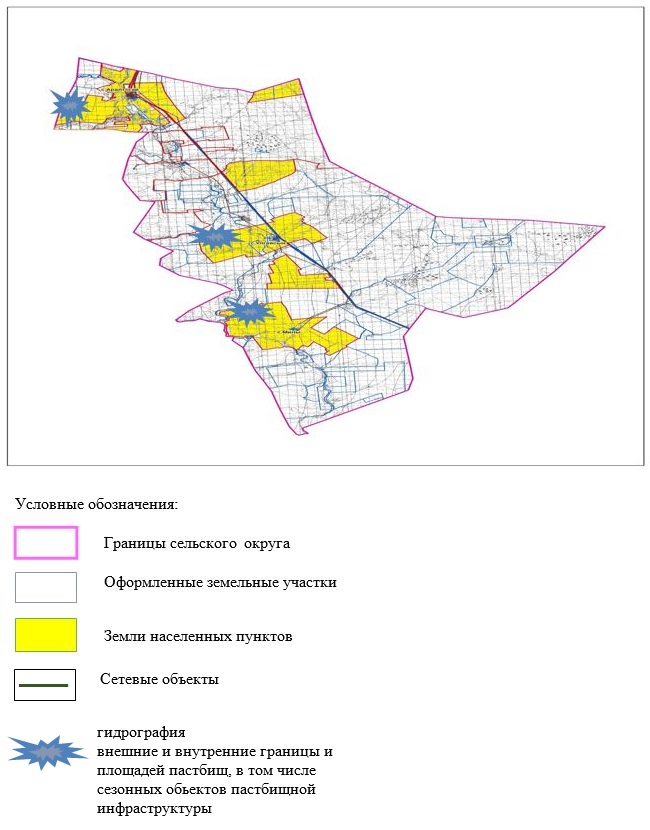 Условные обозначения:
Границы сельского округа
Оформленные земельные участки
Земли населенных пунктов
Сетевые объекты
гидрография
внешние и внутренние границы и
площадей пастбищ, в том числе
сезонных объектов пастбищной
инфраструктуры